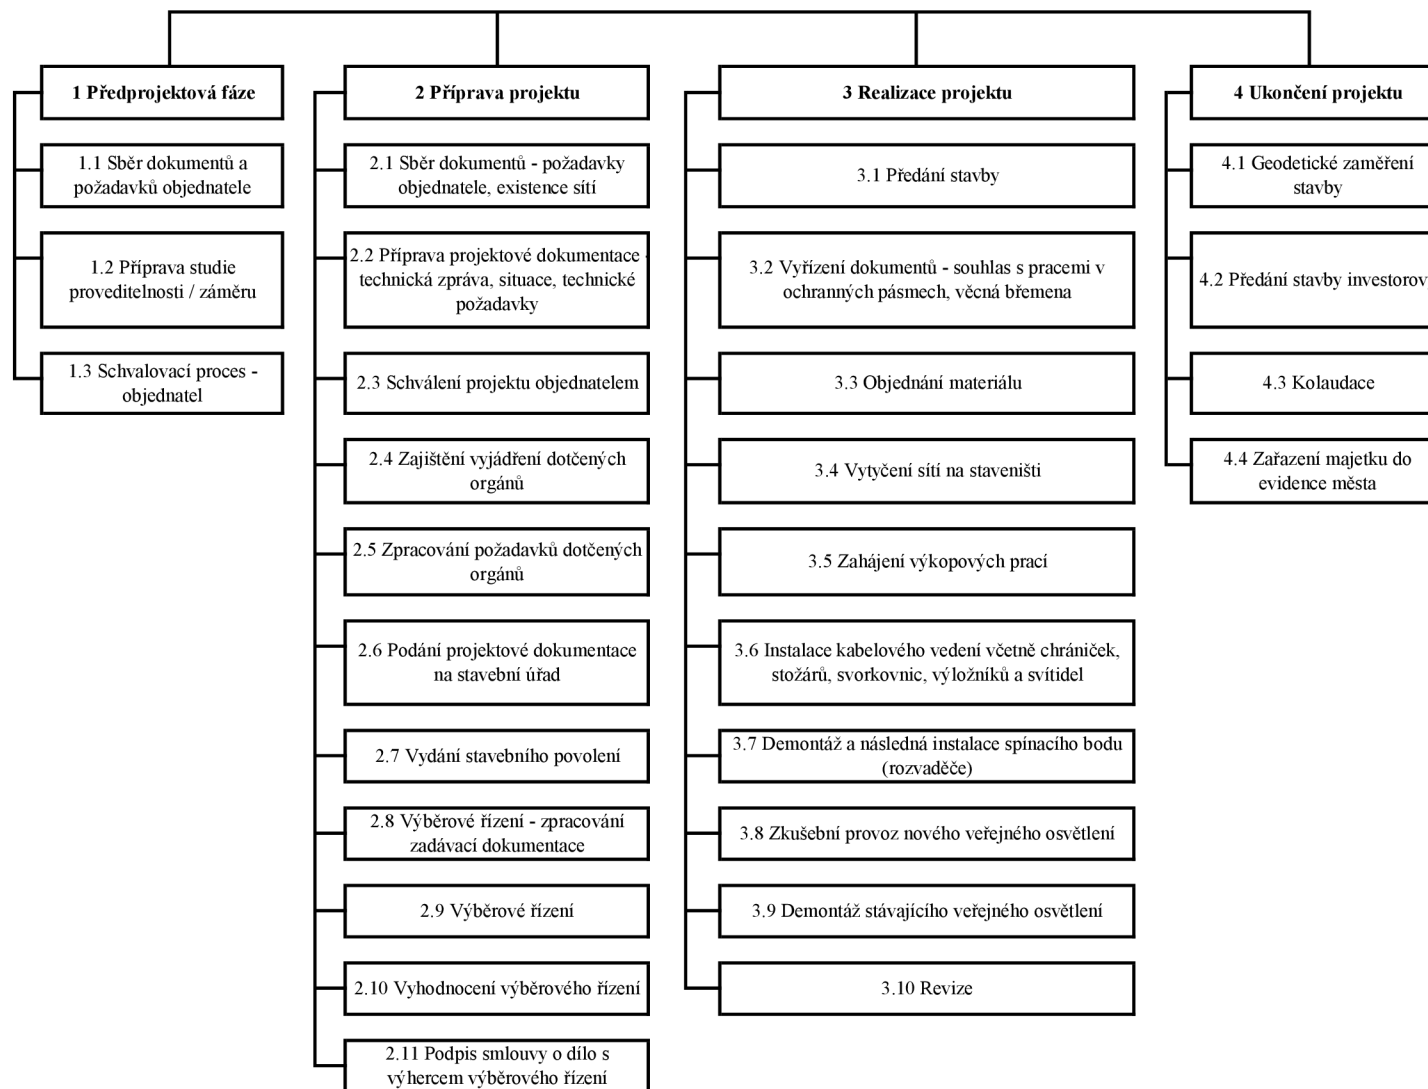 1 Předprojektová fáze
1.1 Sběr dokumentů a
požadavků objednatele
1.2 Příprava studie
proveditelnosti / záměru
1.3 Schvalovací proces -
objednatel
2 Příprava projektu
2.1 Sběr dokumentů - požadavky
objednatele, existence sítí
2.2 Příprava projektové dokumentace -
technická zpráva, situace, technické
požadavky
2.3 Schválení projektu objednatelem
2.4 Zajištění vyjádření dotčených
orgánů
2.5 Zpracování požadavků dotčených
orgánů
2.6 Podání projektové dokumentace
na stavební úřad
2.7 Vydání stavebního povolení
2.8 Výběrové řízení - zpracování
zadávací dokumentace
2.9 Výběrové řízení
2.10 Vyhodnocení výběrového řízení
2.11 Podpis smlouvy o dílo s
výhercem výběrového řízení
3 Realizace projektu
3.1 Předání stavby
3.2 Vyřízení dokumentů - souhlas s pracemi v
ochranných pásmech, věcná břemena
3.3 Objednání materiálu
3.4 Vytyčení sítí na staveništi
3.5 Zahájení výkopových prací
3.6 Instalace kabelového vedení včetně chrániček,
stožárů, svorkovnic, výložníků a svítidel
3.7 Demontáž a následná instalace spínacího bodu
(rozvaděče)
3.8 Zkušební provoz nového veřejného osvětlení
3.9 Demontáž stávajícího veřejného osvětlení
3.10 Revize
4 Ukončení projektu
4.1 Geodetické zaměření
stavby
4.2 Předání stavby investorov
4.3 Kolaudace
4.4 Zařazení majetku do
evidence města